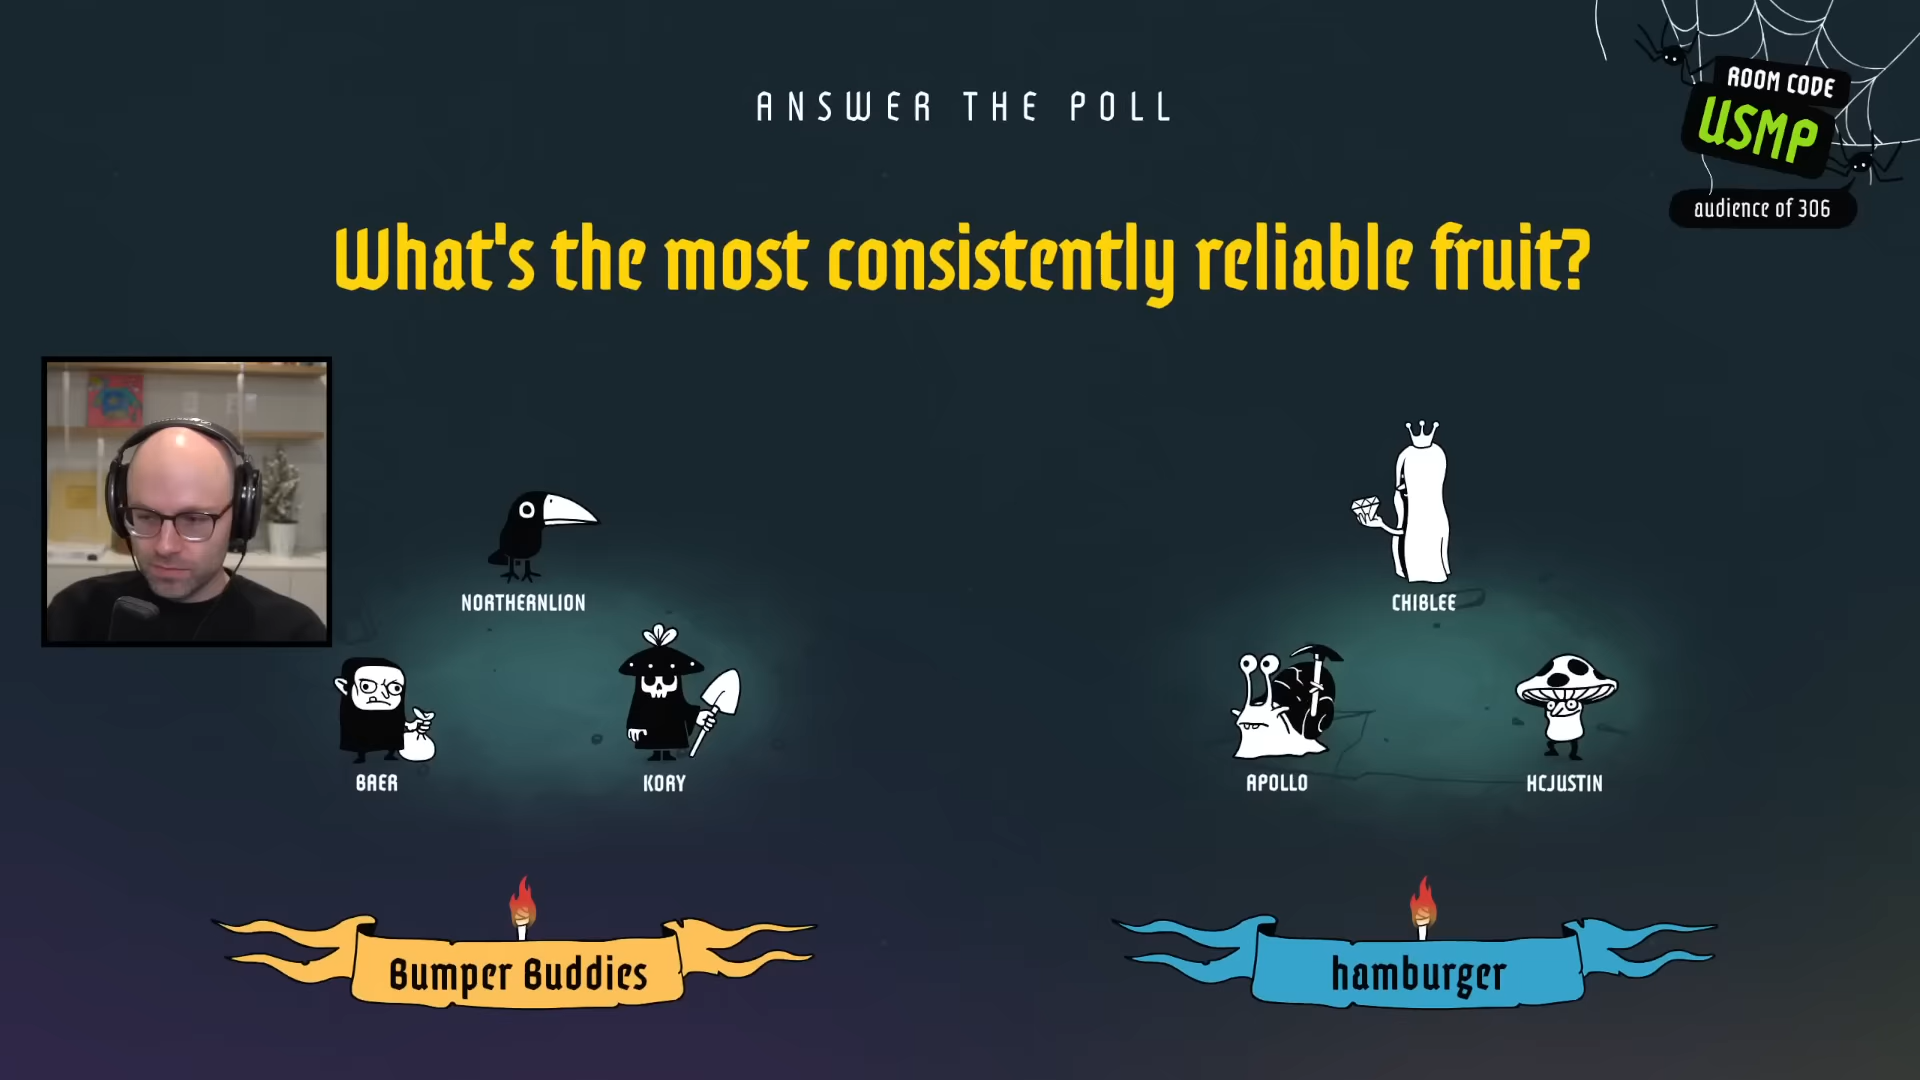 ANSWER THE POLL
ROOM CODE
USMP
audience of 306
What's the most consistently reliable fruit?
NORTHERNLION
CHIBLEE
BAER
KORY
APOLLO
HCJUSTIN
Bumper Buddies
hamburger